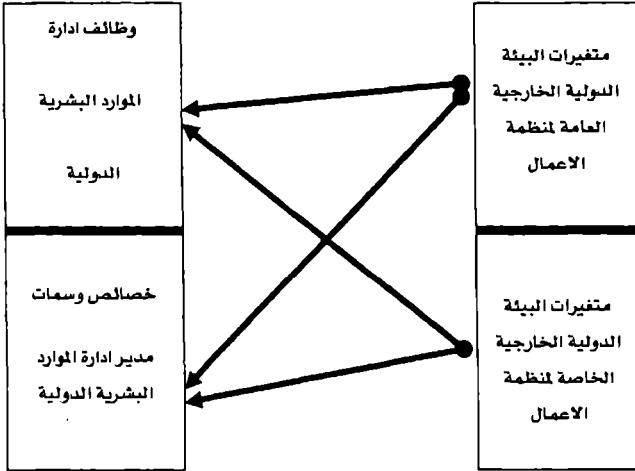 متغيرات البيئة
الدولية الخارجية
العامة لمنظمة
الاعمال
متغيرات البيئة
الدولية الخارجية
الخاصة لمنظمة
الاعمال
وظائف ادارة
الموارد البشرية
الدولية
خصائص وسمات
مدير ادارة الموارد
البشرية الدولية